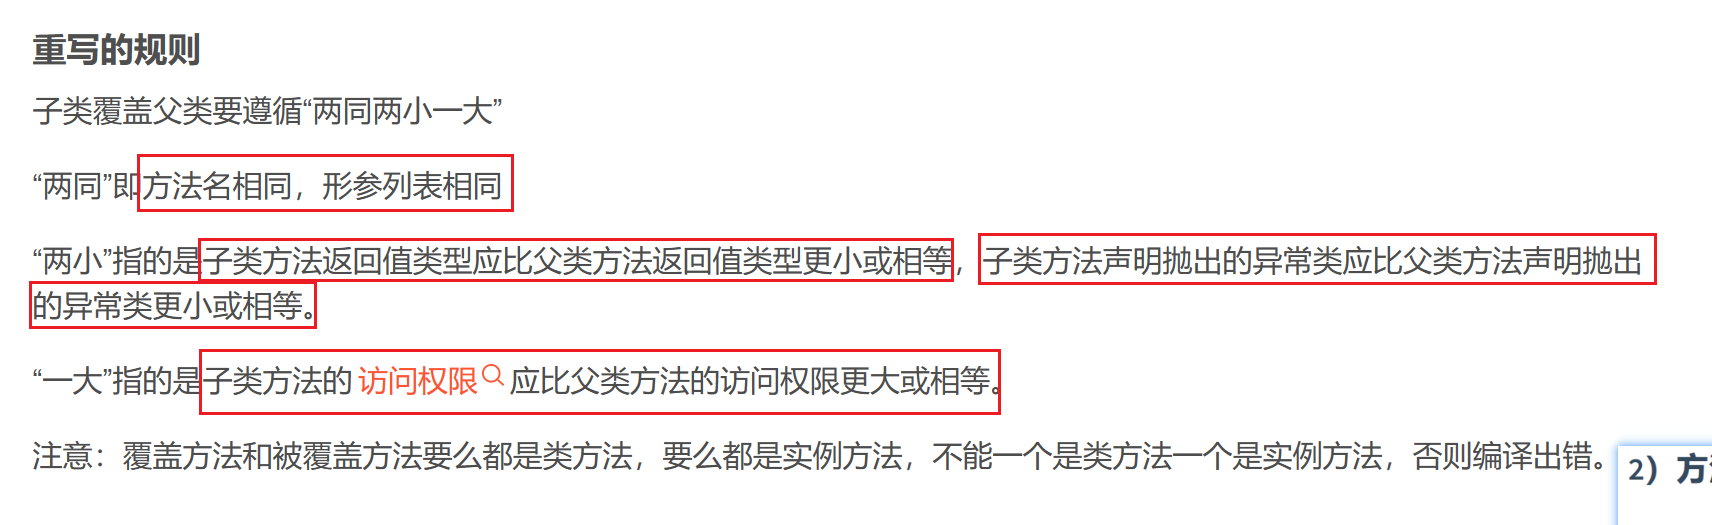 重写的规则
子类覆盖父类要遵循“两同两小一大”
“两同”即方法名相同，形参列表相同
“两小”指的是子类方法返回值类型应比父类方法返回值类型更小或相等，子类方法声明抛出的异常类应比父类方法声明抛出
的异常类更小或相等。
“一大”指的是子类方法的访问权限应比父类方法的访问权限更大或相等。
注意：覆盖方法和被覆盖方法要么都是类方法，要么都是实例方法，不能一个是类方法一个是实例方法，否则编译出错。
2）方